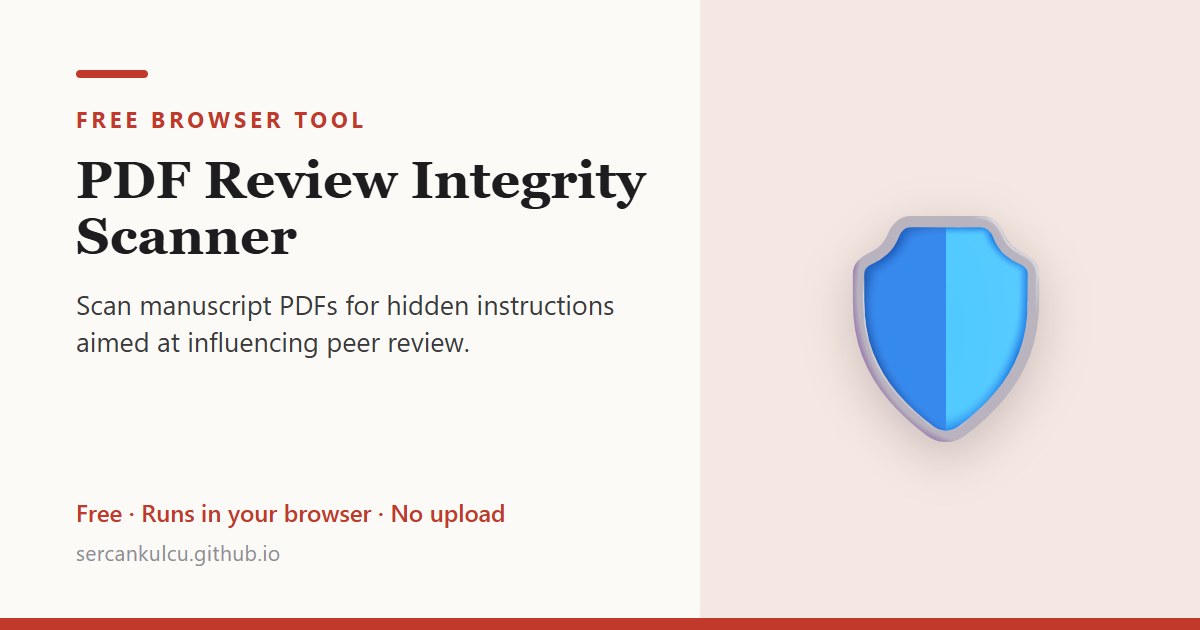 FREE BROWSER TOOL
PDF Review Integrity
Scanner
Scan manuscript PDFs for hidden instructions
aimed at influencing peer review.
Free · Runs in your browser · No upload
sercankulcu.github.io